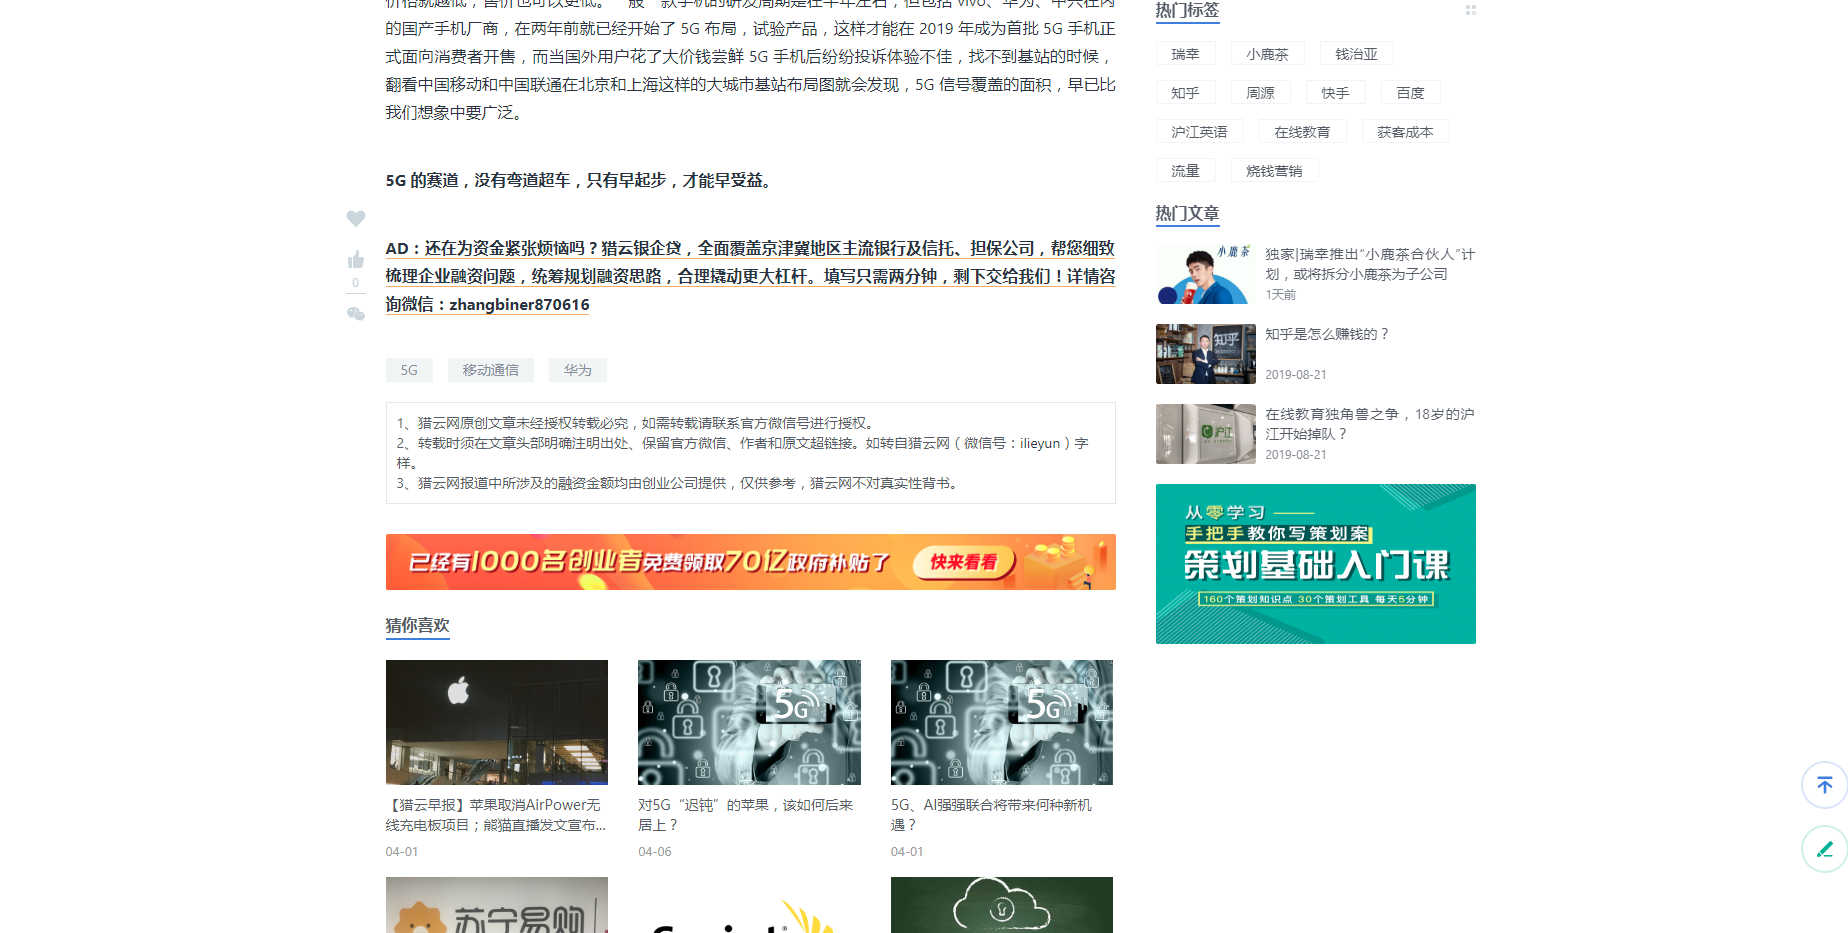 的国产手机厂商，在两年前就已经开始了 5G 布局，试验产品，这样才能在 2019 年成为首批 5G 手机正
式面向消费者开售，而当国外用户花了大价钱尝鲜 5G 手机后纷纷投诉体验不佳，找不到基站的时候，
翻看中国移动和中国联通在北京和上海这样的大城市基站布局图就会发现，5G 信号覆盖的面积，早已比
我们想象中要广泛。
5G 的赛道，没有弯道超车，只有早起步，才能早受益。
0
AD：还在为资金紧张烦恼吗？猎云银企贷，全面覆盖京津冀地区主流银行及信托、担保公司，帮您细致
梳理企业融资问题，统筹规划融资思路，合理撬动更大杠杆。填写只需两分钟，剩下交给我们！详情咨
询微信：zhangbiner870616
5G 移动通信 华为
1、猎云网原创文章未经授权转载必究，如需转载请联系官方微信号进行授权。
2、转载时须在文章头部明确注明出处、保留官方微信、作者和原文超链接。如转自猎云网（微信号：ilieyun）字
样。
3、猎云网报道中所涉及的融资金额均由创业公司提供，仅供参考，猎云网不对真实性背书。
已经有1000名创业者免费领取70亿政府补贴了 快来看看
猜你喜欢
5G
5G
【猎云早报】苹果取消AirPower无
线充电板项目；熊猫直播发文宣布...
04-01
对5G“迟钝”的苹果，该如何后来
居上？
04-06
5G、AI强强联合将带来何种新机
遇？
04-01
苏宁易购
Sprint
热门标签
瑞幸 小鹿茶 钱治亚
知乎 周源 快手 百度
沪江英语 在线教育 获客成本
流量 烧钱营销
热门文章
小鹿茶
独家|瑞幸推出“小鹿茶合伙人”计
划，或将拆分小鹿茶为子公司
1天前
知乎
知乎是怎么赚钱的？
2019-08-21
沪江
在线教育独角兽之争，18岁的沪
江开始掉队？
2019-08-21
从零学习
手把手教你写策划案
策划基础入门课
160个策划知识点 30个策划工具 每天5分钟